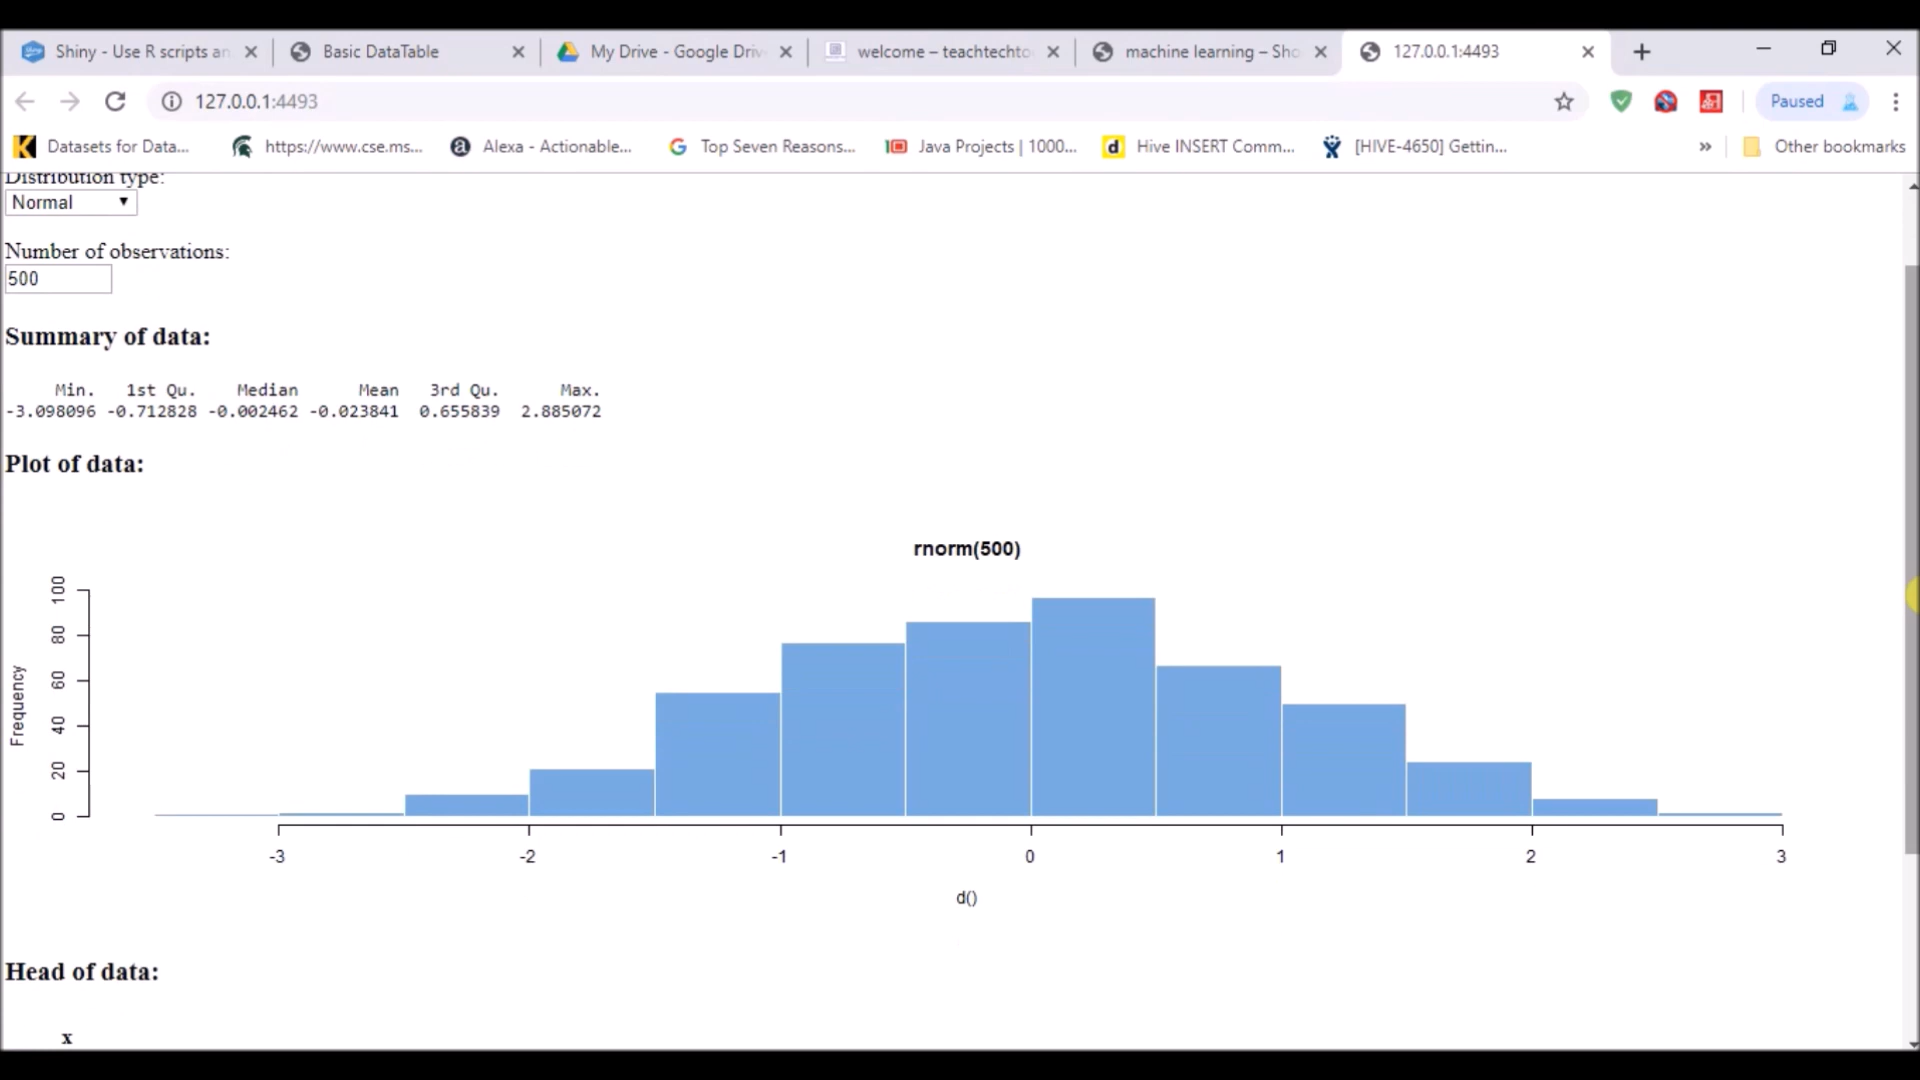 Shiny - Use R scripts an
Basic DataTable
My Drive - Google Driv
welcome – teachtechto
machine learning – Sho
127.0.0.1:4493
127.0.0.1:4493
Paused
Datasets for Data...
https://www.cse.ms...
Alexa - Actionable...
Top Seven Reasons...
Java Projects | 1000...
Hive INSERT Comm...
[HIVE-4650] Gettin...
»
Other bookmarks
Distribution type:
Normal
Number of observations:
500
Summary of data:
Min. 1st Qu. Median Mean 3rd Qu. Max.
-3.098096 -0.712828 -0.002462 -0.023841 0.655839 2.885072
Plot of data:
rnorm(500)
Frequency
100
80
60
40
20
0
-3 -2 -1 0 1 2 3
d()
Head of data:
x